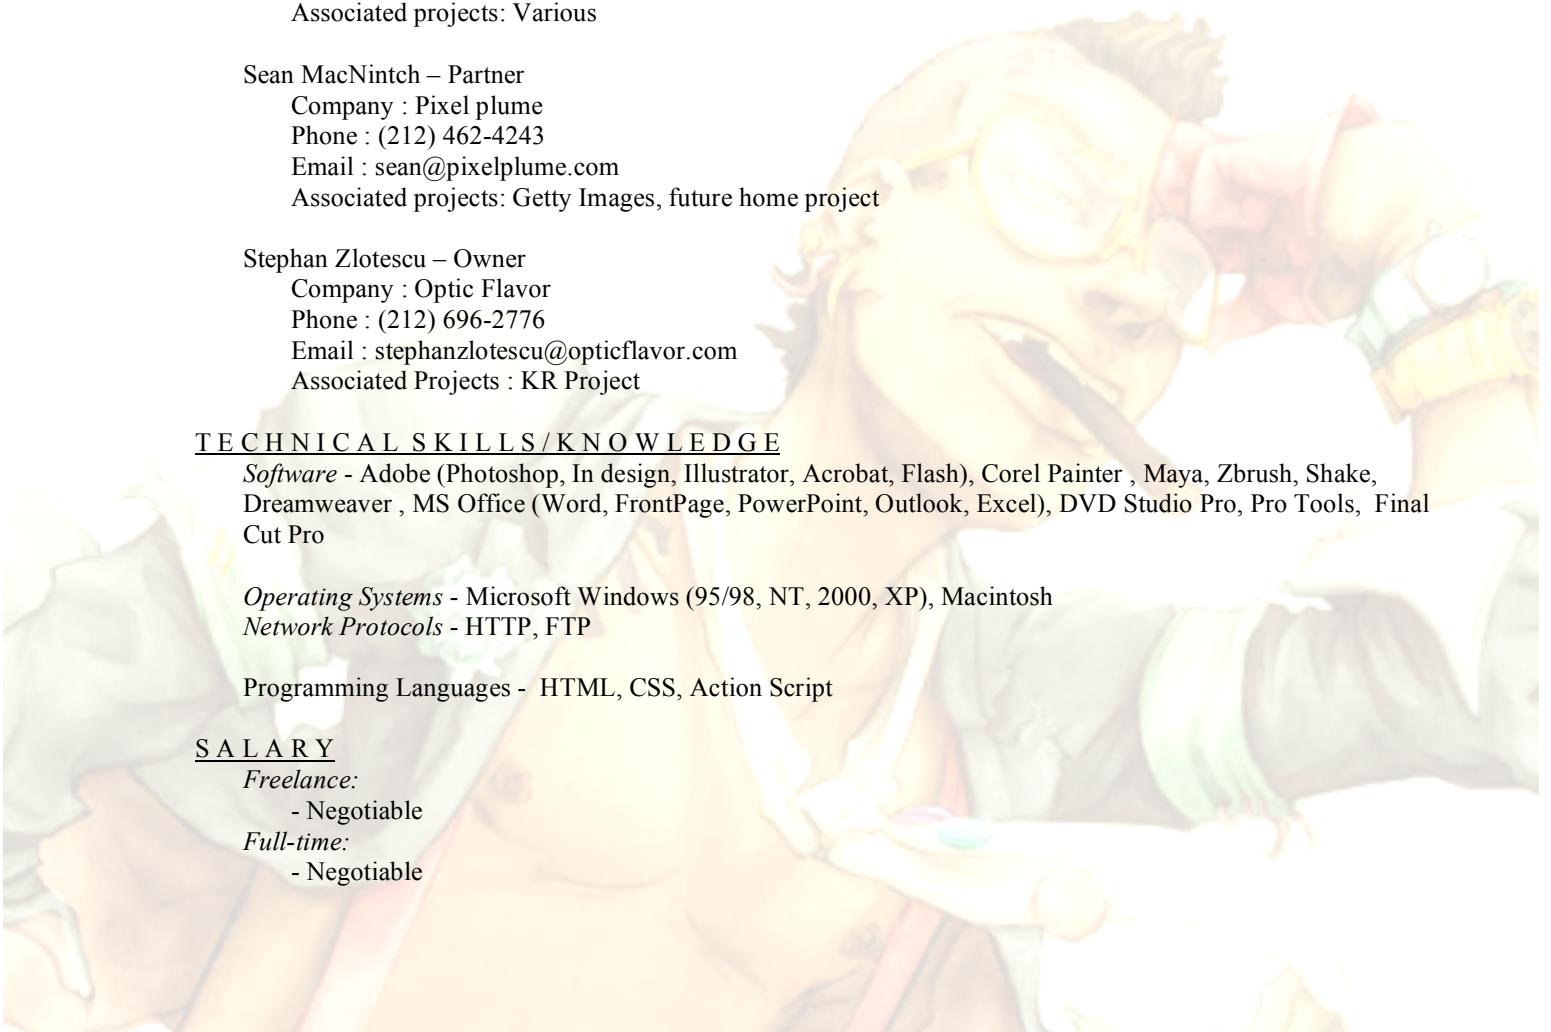 Associated projects: Various
Sean MacNintch – Partner
Company : Pixel plume
Phone : (212) 462-4243
Email : sean@pixelplume.com
Associated projects: Getty Images, future home project
Stephan Zlotescu – Owner
Company : Optic Flavor
Phone : (212) 696-2776
Email : stephanzlotescu@opticflavor.com
Associated Projects : KR Project
T E C H N I C A L  S K I L L S / K N O W L E D G E
Software - Adobe (Photoshop, In design, Illustrator, Acrobat, Flash), Corel Painter , Maya, Zbrush, Shake,
Dreamweaver , MS Office (Word, FrontPage, PowerPoint, Outlook, Excel), DVD Studio Pro, Pro Tools,  Final
Cut Pro
Operating Systems - Microsoft Windows (95/98, NT, 2000, XP), Macintosh
Network Protocols - HTTP, FTP
Programming Languages -  HTML, CSS, Action Script
S A L A R Y
Freelance:
- Negotiable
Full-time:
- Negotiable